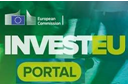 European
Commission
INVESTEU
PORTAL